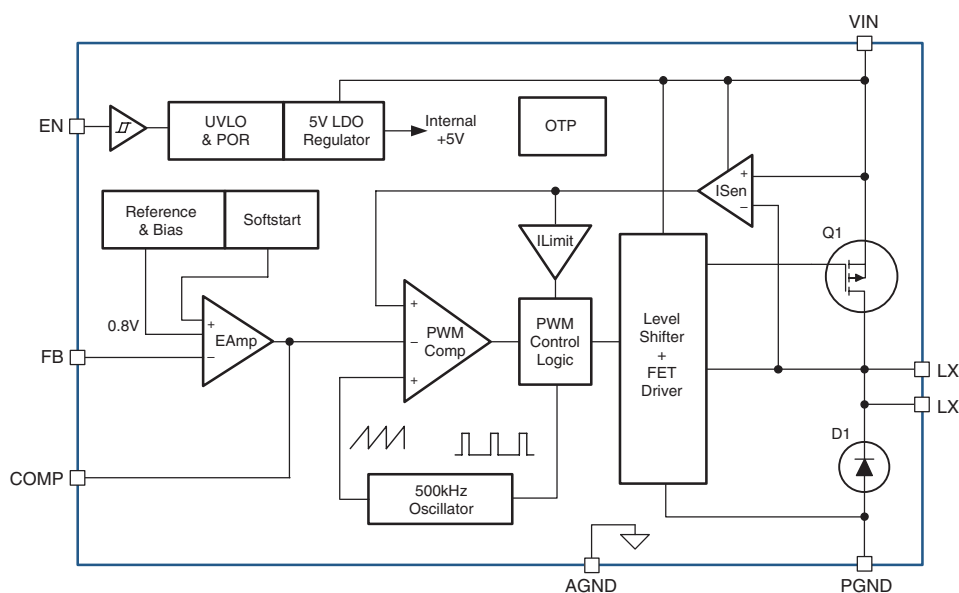 VIN
EN
UVLO
& POR
5V LDO
Regulator
Internal
+5V
OTP
Reference
& Bias
Softstart
ISen
+
–
ILimit
Q1
0.8V
+
EAmp
–
FB
+
PWM
Comp
–
+
PWM
Control
Logic
Level
Shifter
+
FET
Driver
LX
LX
D1
COMP
500kHz
Oscillator
AGND
PGND